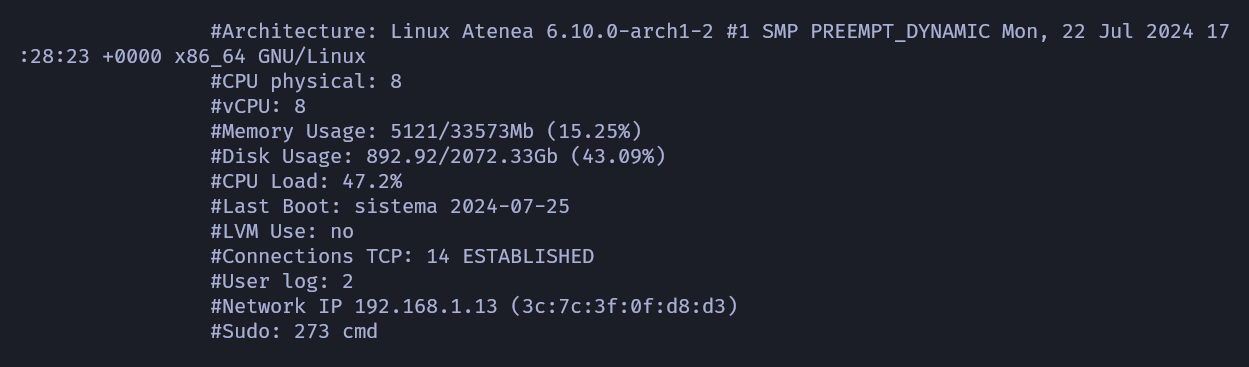 #Architecture: Linux Atenea 6.10.0-arch1-2 #1 SMP PREEMPT_DYNAMIC Mon, 22 Jul 2024 17
:28:23 +0000 x86_64 GNU/Linux
#CPU physical: 8
#vCPU: 8
#Memory Usage: 5121/33573Mb (15.25%)
#Disk Usage: 892.92/2072.33Gb (43.09%)
#CPU Load: 47.2%
#Last Boot: sistema 2024-07-25
#LVM Use: no
#Connections TCP: 14 ESTABLISHED
#User log: 2
#Network IP 192.168.1.13 (3c:7c:3f:0f:d8:d3)
#Sudo: 273 cmd